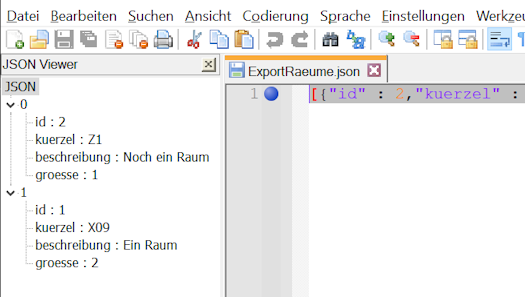 Datei Bearbeiten Suchen Ansicht Codierung Sprache Einstellungen Werkze
JSON Viewer
ExportRaeume.json
JSON
0
id : 2
kuerzel : Z1
beschreibung : Noch ein Raum
groesse : 1
1
id : 1
kuerzel : X09
beschreibung : Ein Raum
groesse : 2
1 [{"id" : 2,"kuerzel" :